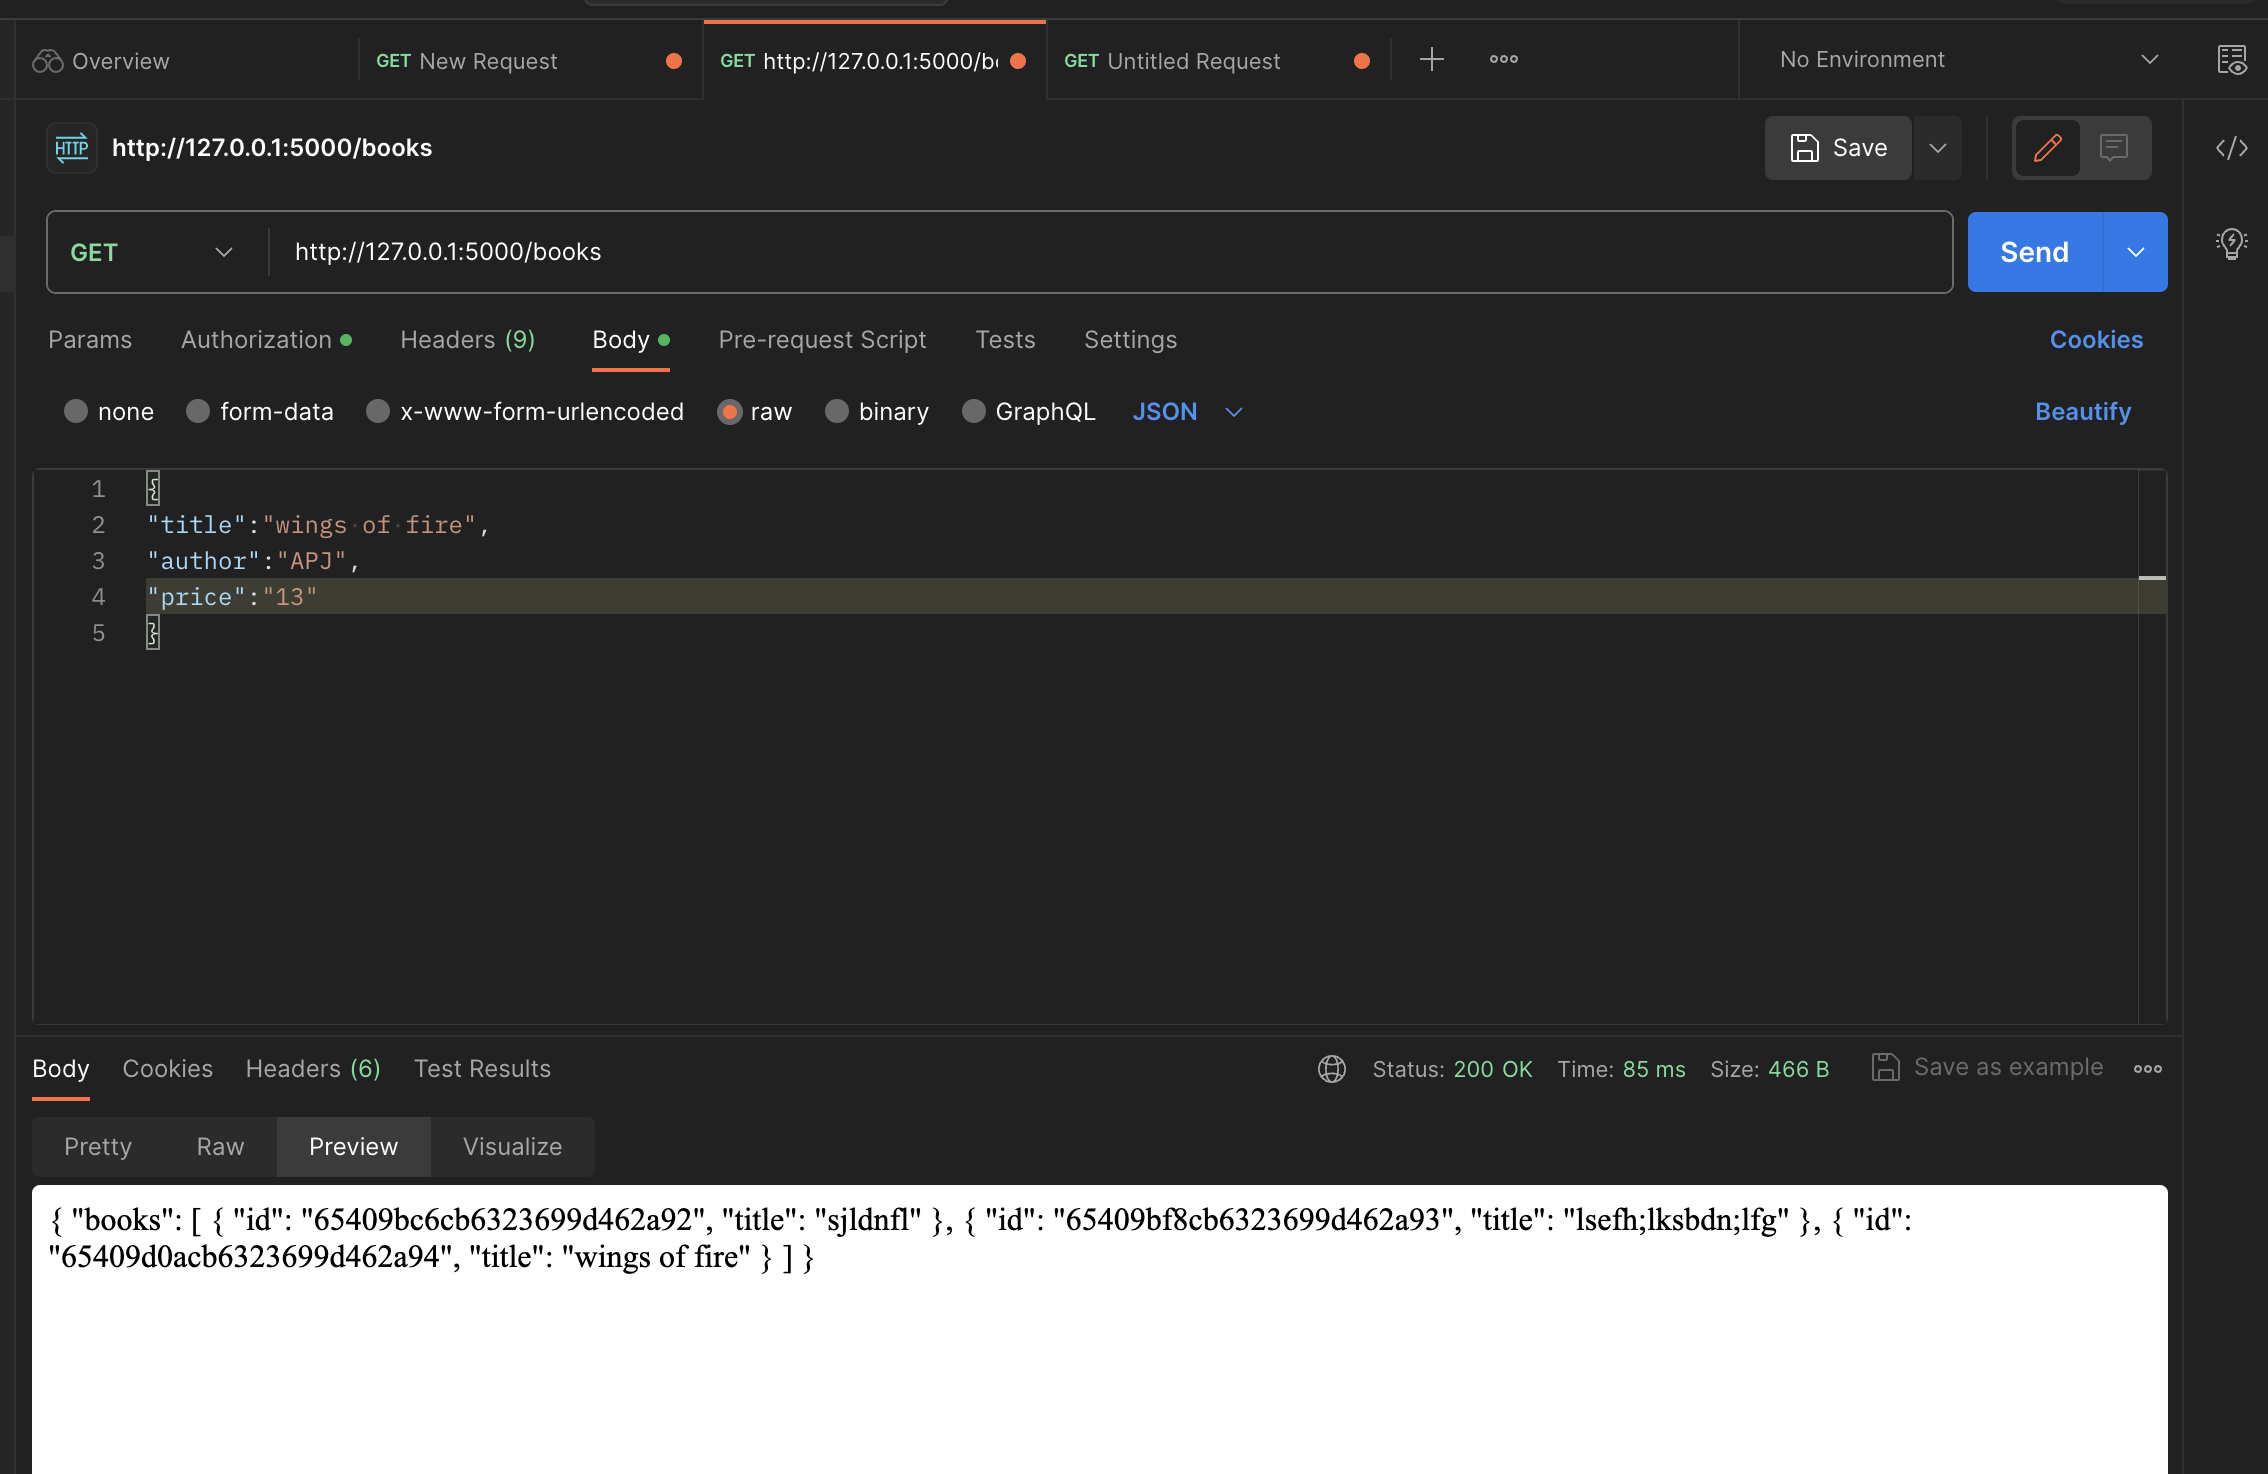 Overview
GET New Request
GET http://127.0.0.1:5000/b
GET Untitled Request
No Environment
HTTP
http://127.0.0.1:5000/books
Save
GET
http://127.0.0.1:5000/books
Send
Params Authorization Headers (9) Body Pre-request Script Tests Settings Cookies
none form-data x-www-form-urlencoded raw binary GraphQL JSON Beautify
1 {
2 "title":"wings of fire",
3 "author":"APJ",
4 "price":"13"
5 }
Body Cookies Headers (6) Test Results Status: 200 OK Time: 85 ms Size: 466 B Save as example
Pretty Raw Preview Visualize
{ "books": [ { "id": "65409bc6cb6323699d462a92", "title": "sjldnfl" }, { "id": "65409bf8cb6323699d462a93", "title": "lsefh;lksbdn;lfg" }, { "id":
"65409d0acb6323699d462a94", "title": "wings of fire" } ] }